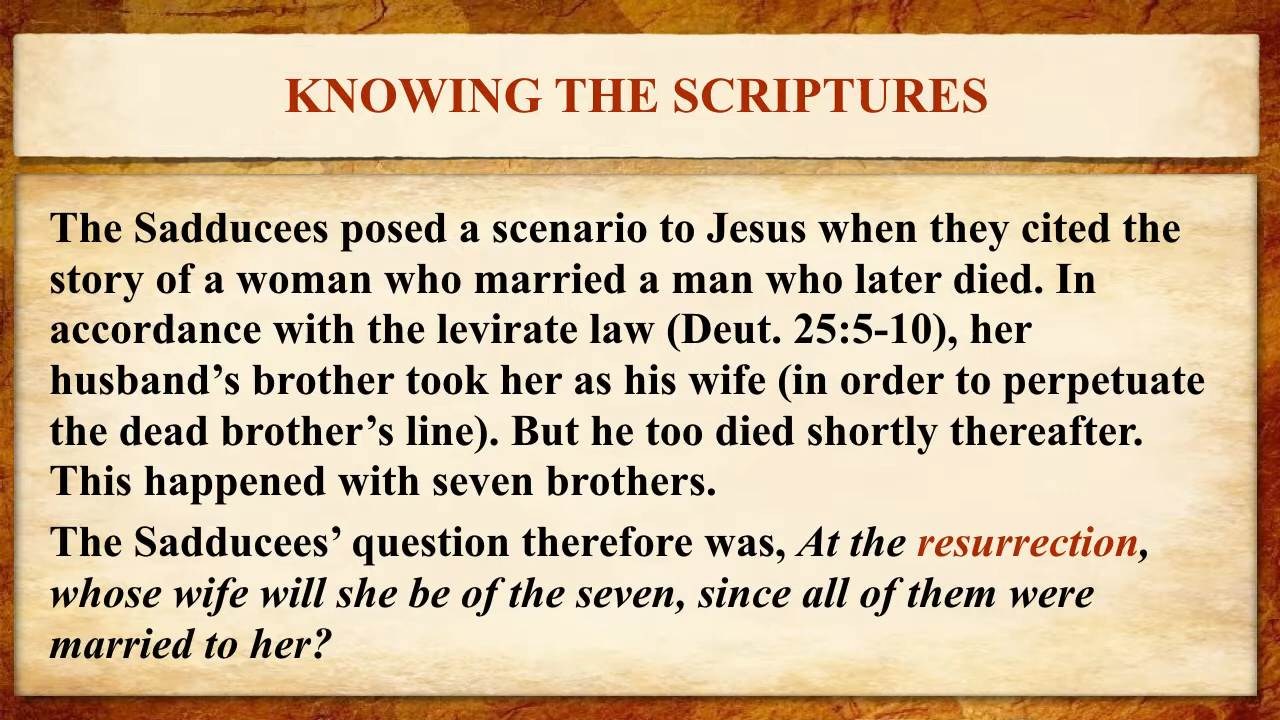 KNOWING THE SCRIPTURES
The Sadducees posed a scenario to Jesus when they cited the
story of a woman who married a man who later died. In
accordance with the levirate law (Deut. 25:5-10), her
husband’s brother took her as his wife (in order to perpetuate
the dead brother’s line). But he too died shortly thereafter.
This happened with seven brothers.
The Sadducees’ question therefore was, At the resurrection,
whose wife will she be of the seven, since all of them were
married to her?